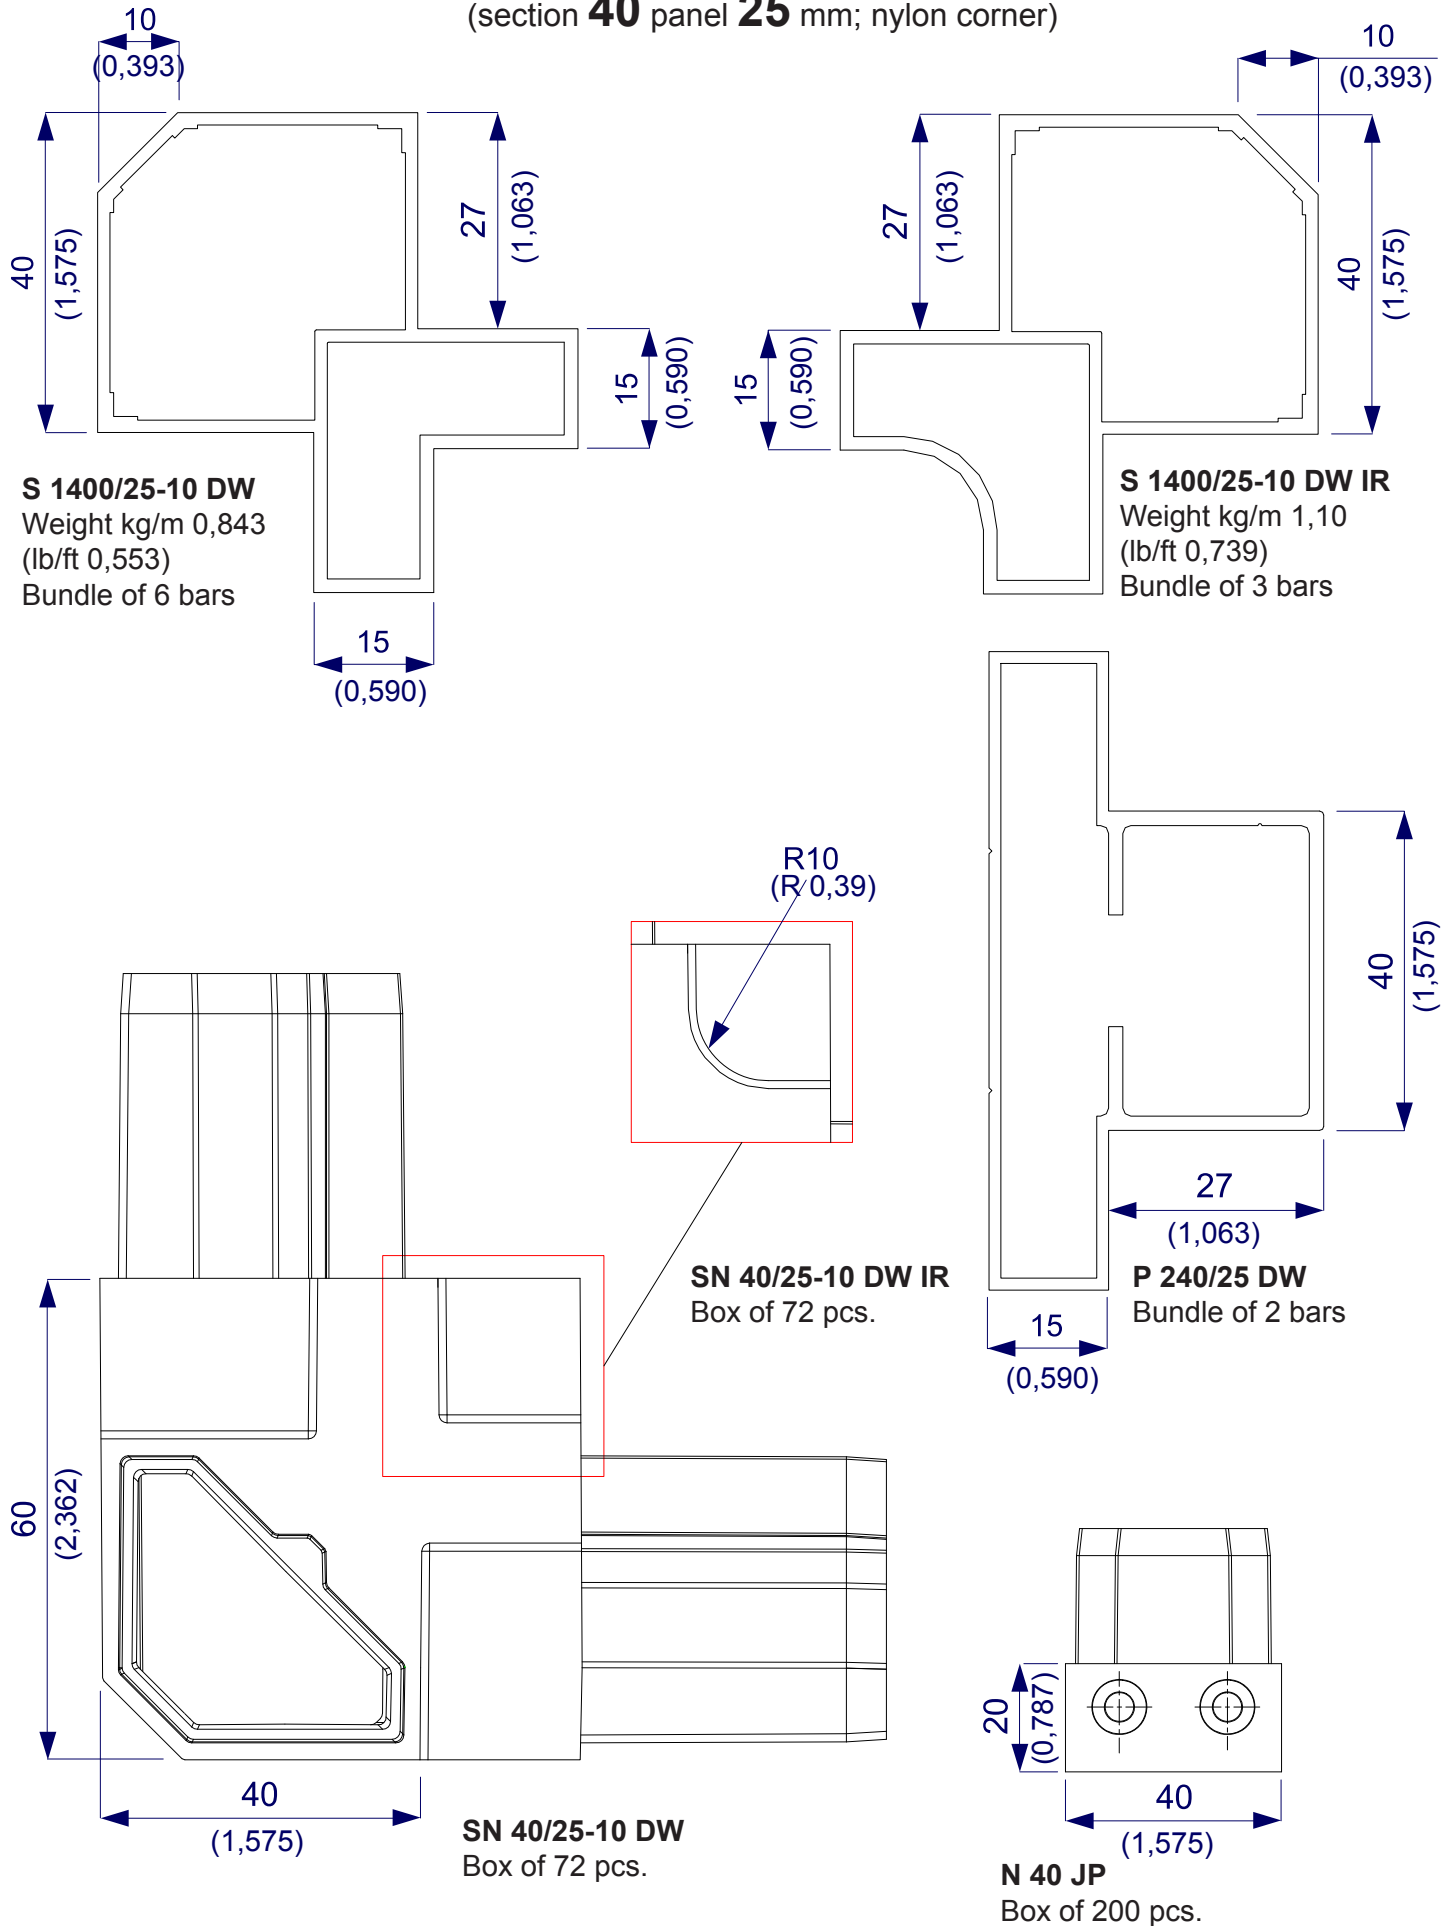 (section 40 panel 25 mm; nylon corner)
10
(0,393)
10
(0,393)
40
(1,575)
27
(1,063)
27
(1,063)
40
(1,575)
15
(0,590)
15
(0,590)
S 1400/25-10 DW
Weight kg/m 0,843
(lb/ft 0,553)
Bundle of 6 bars
S 1400/25-10 DW IR
Weight kg/m 1,10
(lb/ft 0,739)
Bundle of 3 bars
15
(0,590)
R10
(R 0,39)
40
(1,575)
27
(1,063)
SN 40/25-10 DW IR
Box of 72 pcs.
P 240/25 DW
Bundle of 2 bars
15
(0,590)
60
(2,362)
20
(0,787)
40
(1,575)
SN 40/25-10 DW
Box of 72 pcs.
40
(1,575)
N 40 JP
Box of 200 pcs.